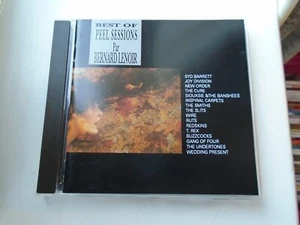 BEST OF
PEEL SESSIONS
Par
BERNARD LENOIR
SYD BARRETT
JOY DIVISION
NEW ORDER
THE CURE
SIOUXSIE & THE BANSHEES
INSPIRAL CARPETS
THE SMITHS
THE SLITS
WIRE
RUTS
REDSKINS
T. REX
BUZZCOCKS
GANG OF FOUR
THE UNDERTONES
WEDDING PRESENT